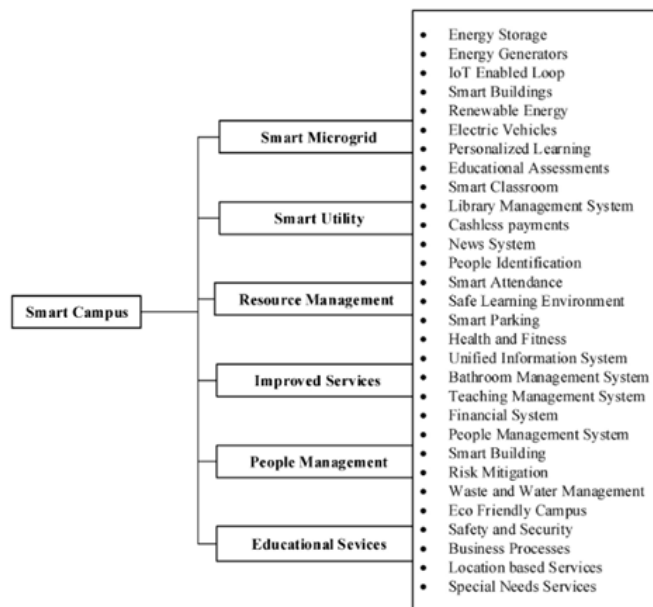 Smart Campus
Smart Microgrid
Smart Utility
Resource Management
Improved Services
People Management
Educational Sevices
• Energy Storage
• Energy Generators
• IoT Enabled Loop
• Smart Buildings
• Renewable Energy
• Electric Vehicles
• Personalized Learning
• Educational Assessments
• Smart Classroom
• Library Management System
• Cashless payments
• News System
• People Identification
• Smart Attendance
• Safe Learning Environment
• Smart Parking
• Health and Fitness
• Unified Information System
• Bathroom Management System
• Teaching Management System
• Financial System
• People Management System
• Smart Building
• Risk Mitigation
• Waste and Water Management
• Eco Friendly Campus
• Safety and Security
• Business Processes
• Location based Services
• Special Needs Services